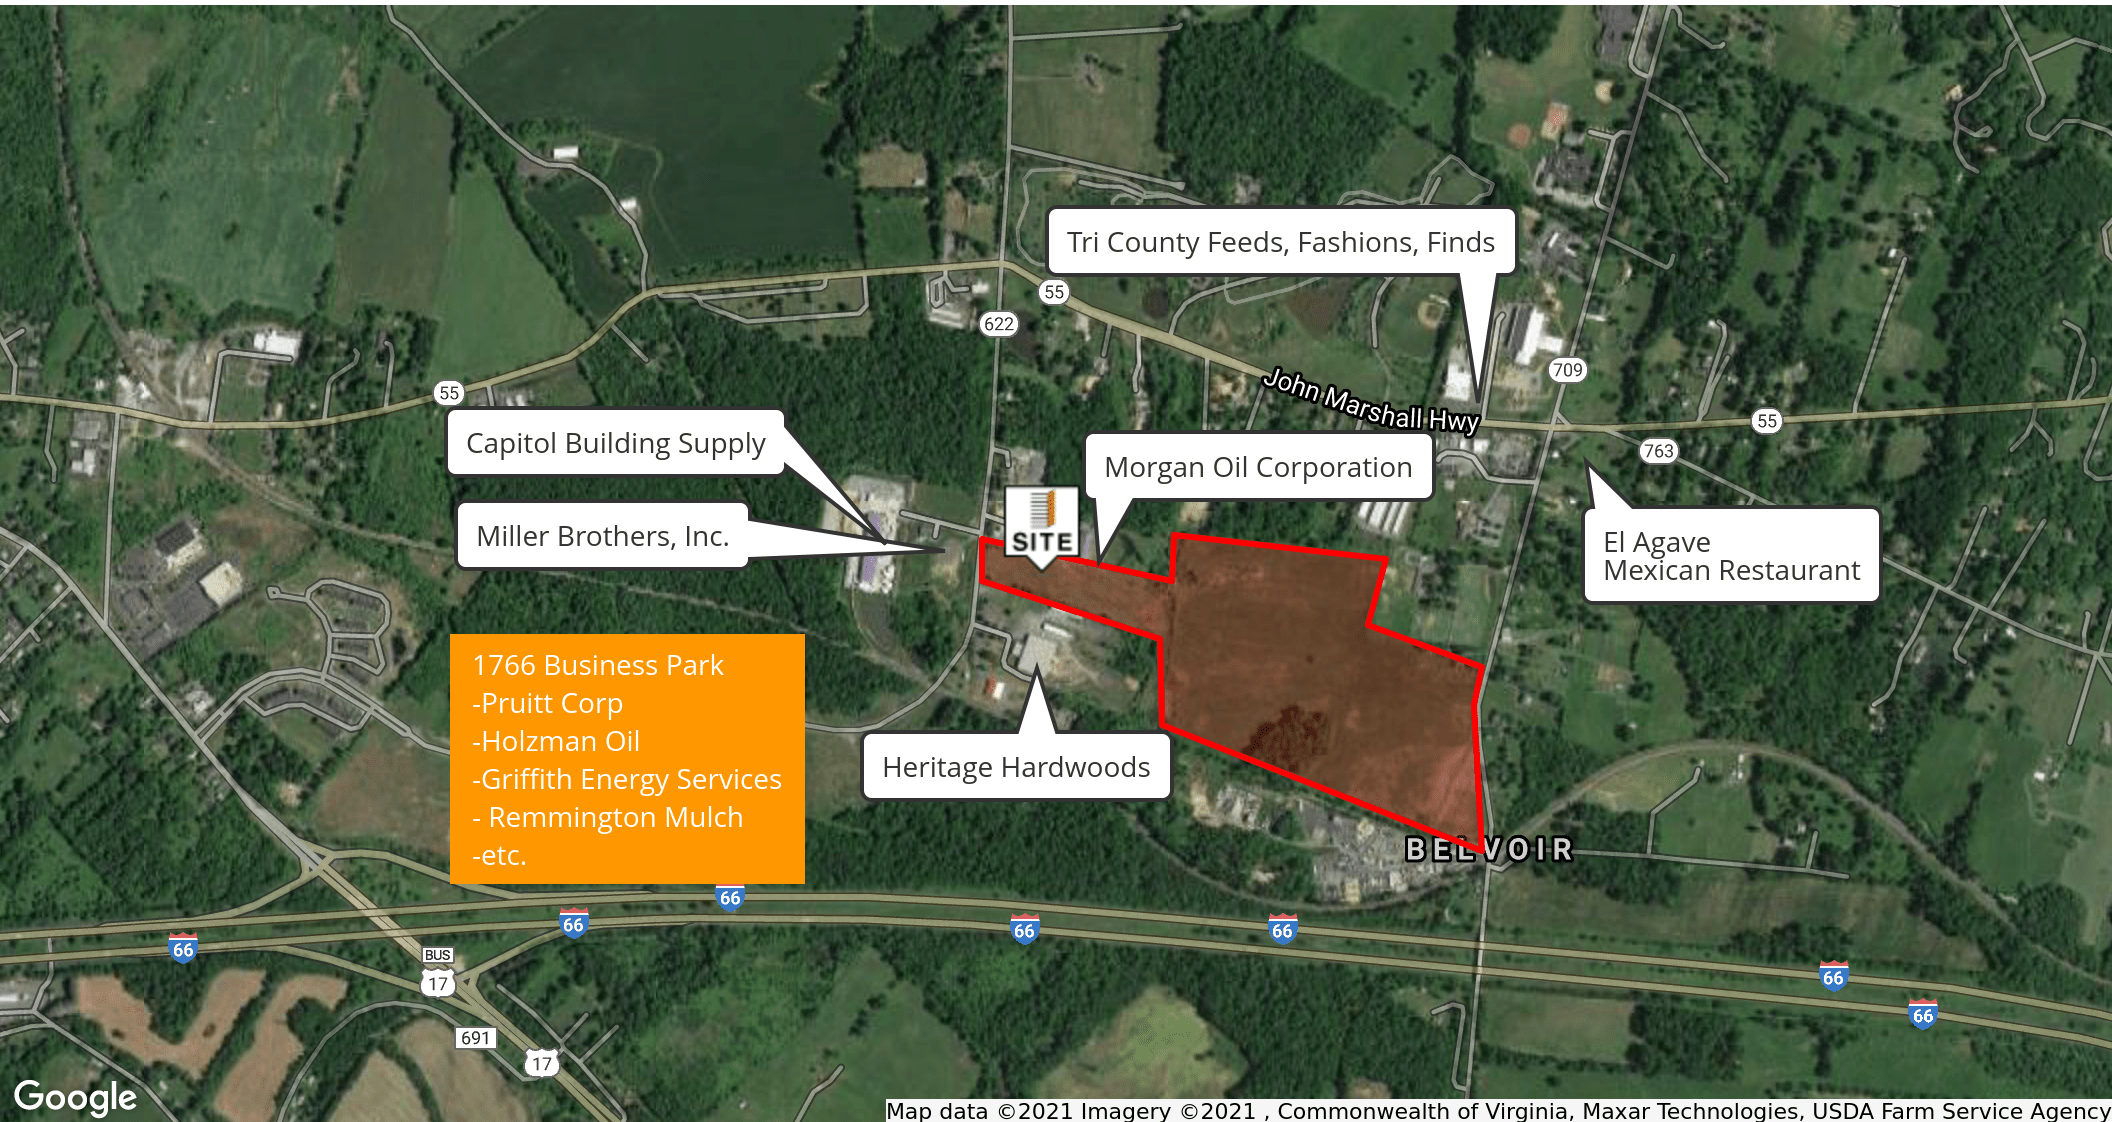 Tri County Feeds, Fashions, Finds
55
622
709
John Marshall Hwy
55
55
763
Capitol Building Supply
Morgan Oil Corporation
Miller Brothers, Inc.
SITE
El Agave
Mexican Restaurant
1766 Business Park
-Pruitt Corp
-Holzman Oil
-Griffith Energy Services
- Remmington Mulch
-etc.
Heritage Hardwoods
BELVOIR
66
66
66
66
66
66
66
BUS
17
691
17
Google
Map data ©2021 Imagery ©2021 , Commonwealth of Virginia, Maxar Technologies, USDA Farm Service Agency